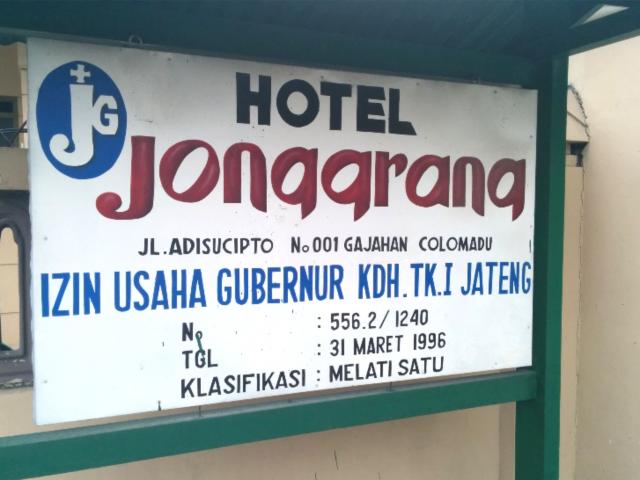 JG
HOTEL
Jonggrang
JL.ADISUCIPTO No 001 GAJAHAN COLOMADU
IZIN USAHA GUBERNUR KDH.TK.I JATENG
No : 556.2/1240
TGL : 31 MARET 1996
KLASIFIKASI : MELATI SATU